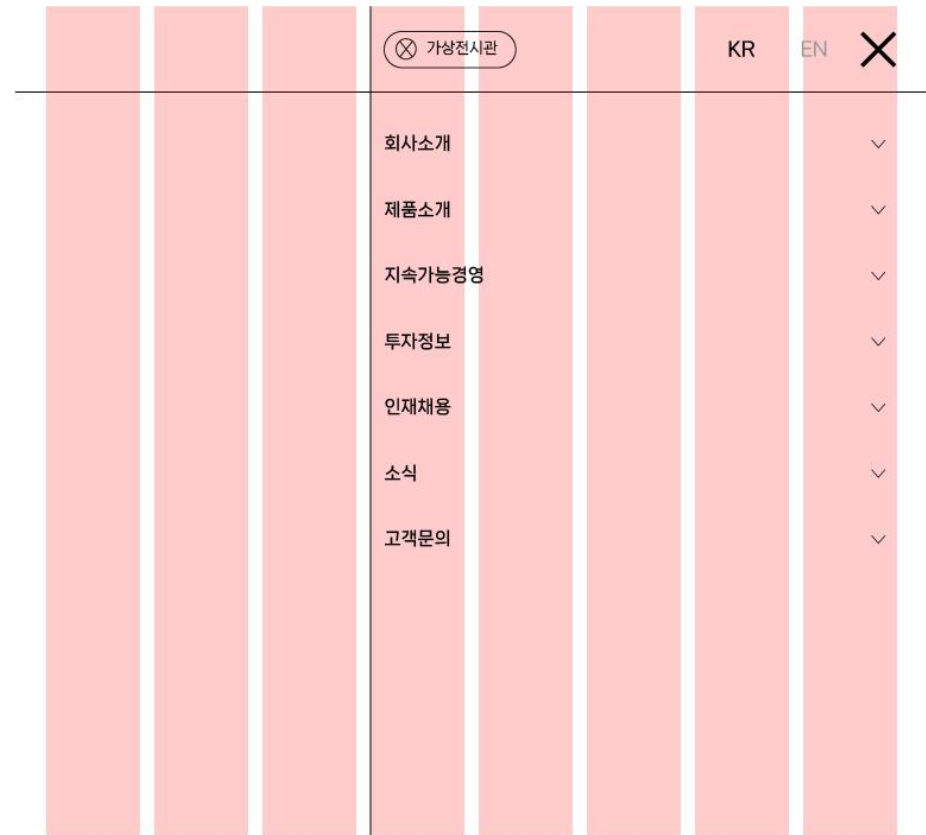 가상전시관
KR EN
회사소개
제품소개
지속가능경영
투자정보
인재채용
소식
고객문의